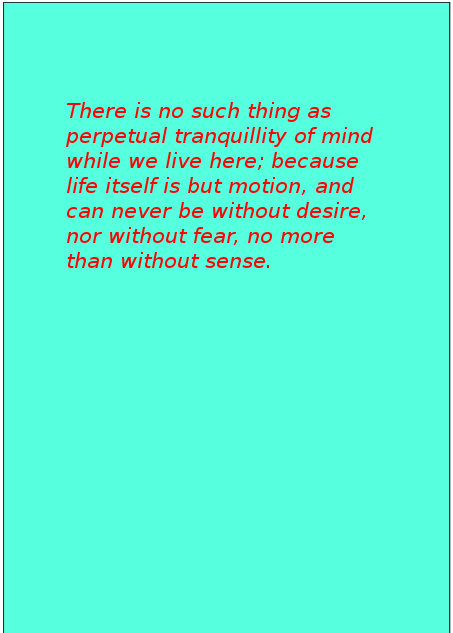 There is no such thing as
perpetual tranquillity of mind
while we live here; because
life itself is but motion, and
can never be without desire,
nor without fear, no more
than without sense.